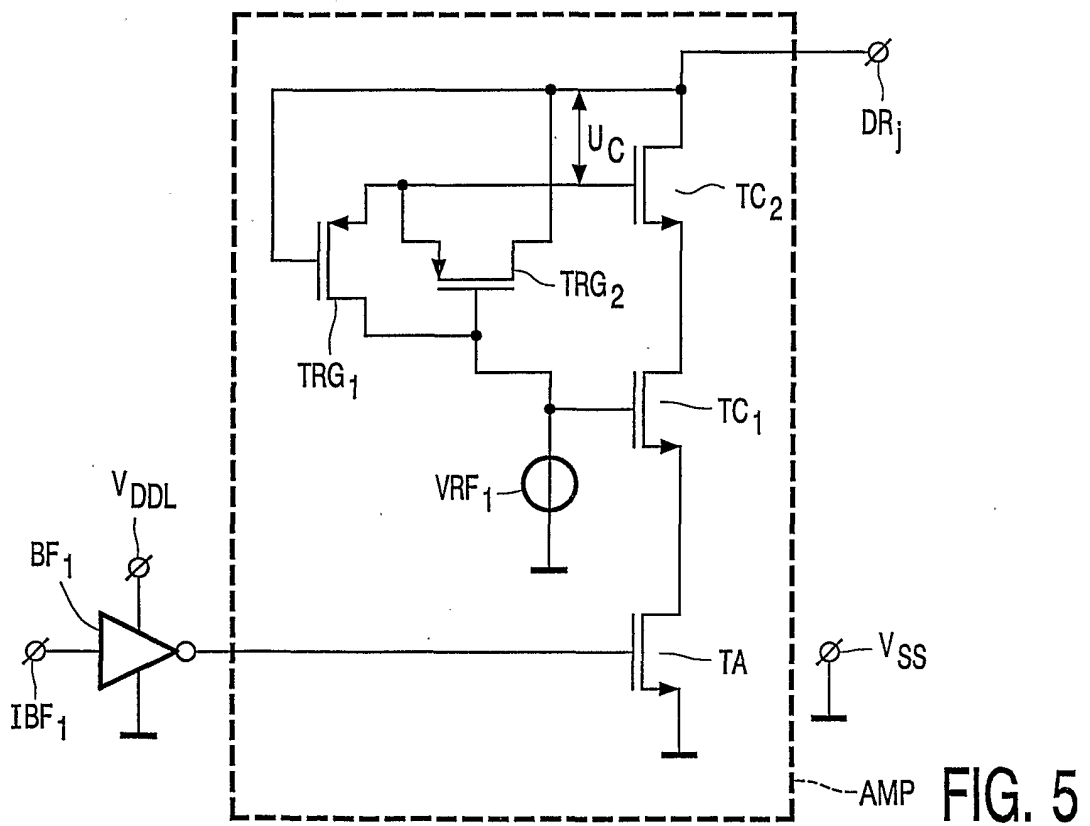 DRj
UC
TC2
TRG2
TRG1
TC1
VRF1
VDDL
BF1
TA
VSS
IBF1
AMP
FIG. 5